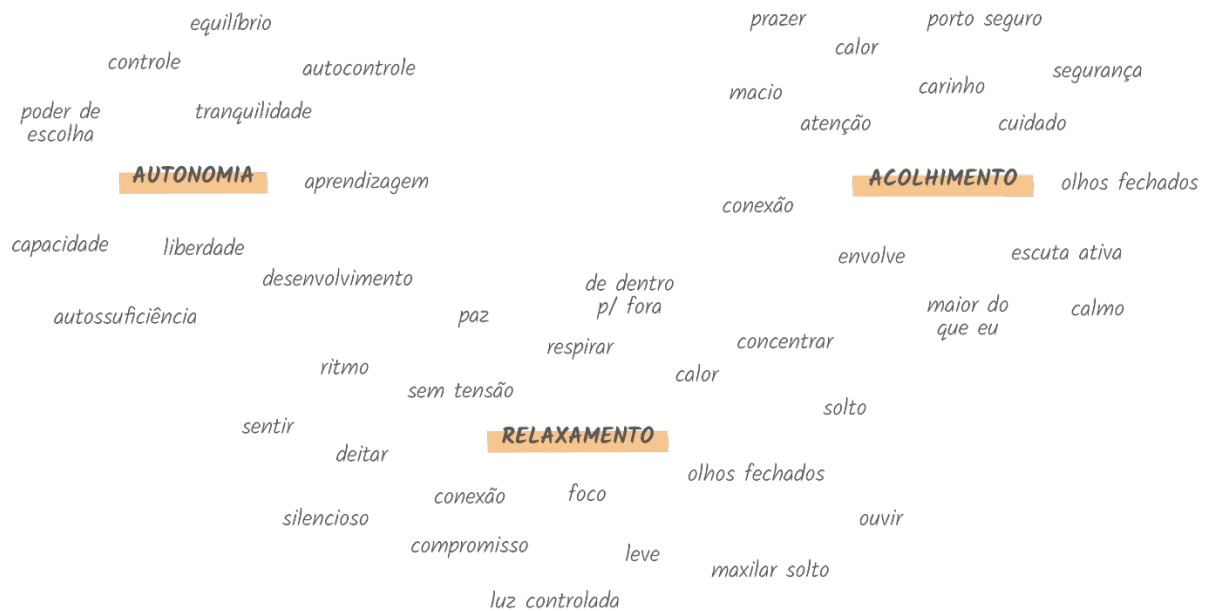 equilíbrio
controle
autocontrole
poder de
escolha
tranquilidade
AUTONOMIA
aprendizagem
capacidade
liberdade
desenvolvimento
autossuficiência
prazer
porto seguro
calor
segurança
macio
carinho
atenção
cuidado
ACOLHIMENTO
olhos fechados
conexão
envolve
escuta ativa
maior do
que eu
calmo
de dentro
p/ fora
paz
respirar
concentrar
ritmo
calor
sem tensão
solto
sentir
RELAXAMENTO
deitar
olhos fechados
conexão
foco
silencioso
ouvir
compromisso
leve
maxilar solto
luz controlada